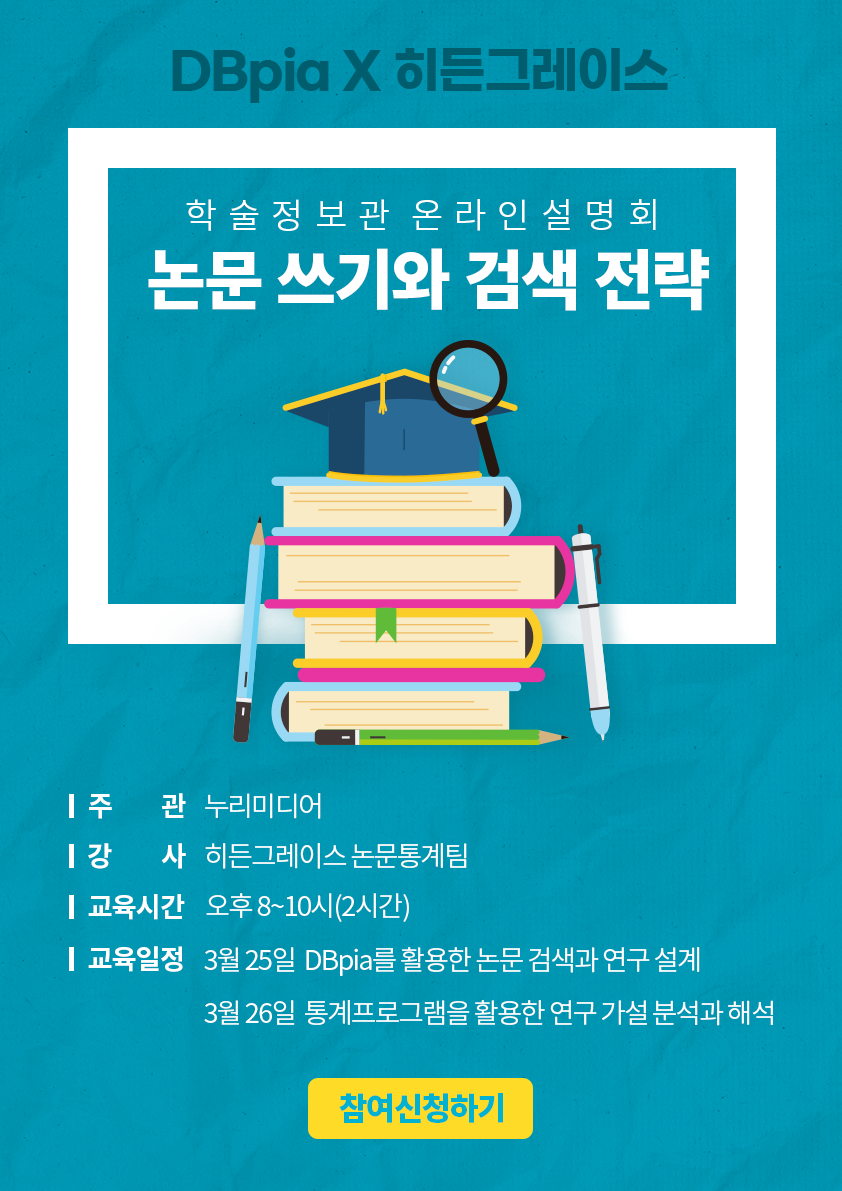 DBpia X 히든그레이스
학술정보관 온라인설명회
논문 쓰기와 검색 전략
주 관 누리미디어
강 사 히든그레이스 논문통계팀
교육시간 오후 8~10시(2시간)
교육일정 3월 25일 DBpia를 활용한 논문 검색과 연구 설계
3월 26일 통계프로그램을 활용한 연구 가설 분석과 해석
참여신청하기